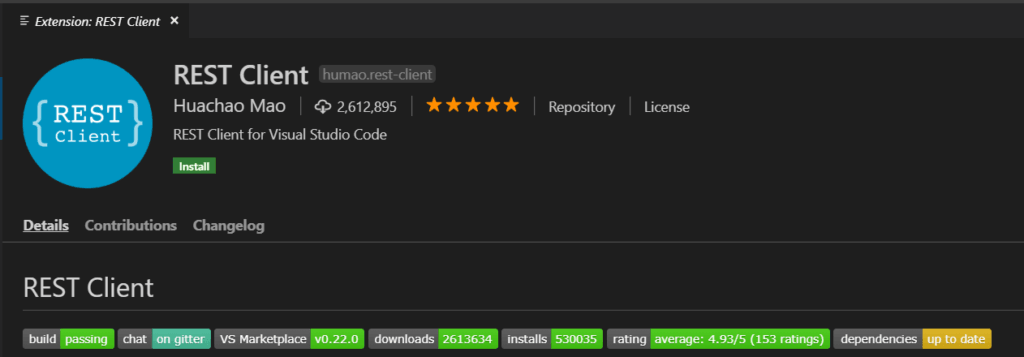 Extension: REST Client ×
REST Client humao.rest-client
{REST Client}
Huachao Mao 2,612,895 Repository License
REST Client for Visual Studio Code
Install
Details Contributions Changelog
REST Client
build passing chat on gitter VS Marketplace v0.22.0 downloads 2613634 installs 530035 rating average: 4.93/5 (153 ratings) dependencies up to date